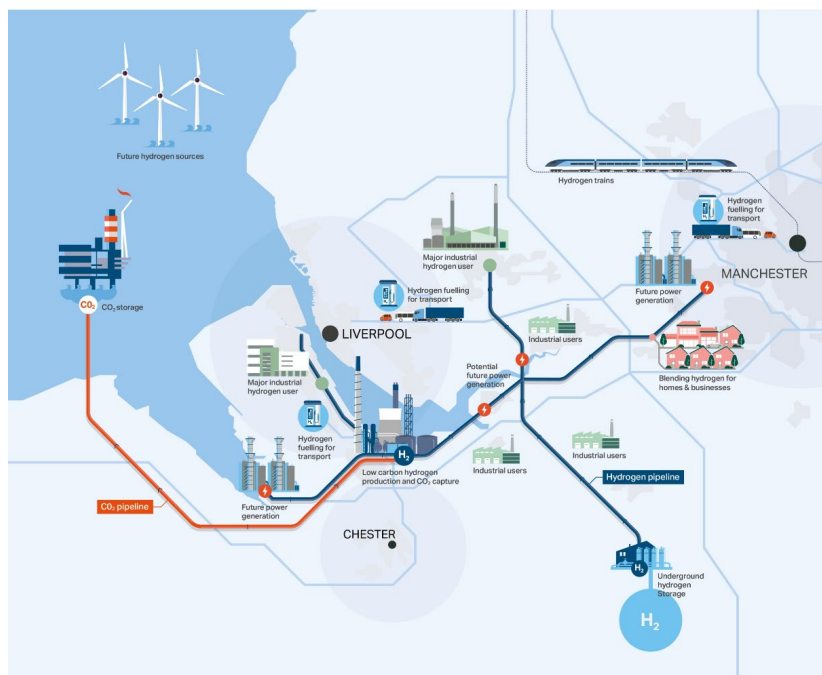 Future hydrogen sources
Hydrogen trains
Hydrogen
fuelling for
transport
Major industrial
hydrogen user
MANCHESTER
Future power
generation
CO₂
CO₂ storage
Hydrogen fuelling
for transport
LIVERPOOL
Industrial
users
Potential
future power
generation
Major industrial
hydrogen user
Blending hydrogen for
homes & businesses
Hydrogen
fuelling for
transport
H₂
Low carbon hydrogen
production and CO₂ capture
Industrial users
Industrial users
Hydrogen pipeline
CO₂ pipeline
Future power
generation
CHESTER
H₂
Underground
hydrogen
Storage
H₂